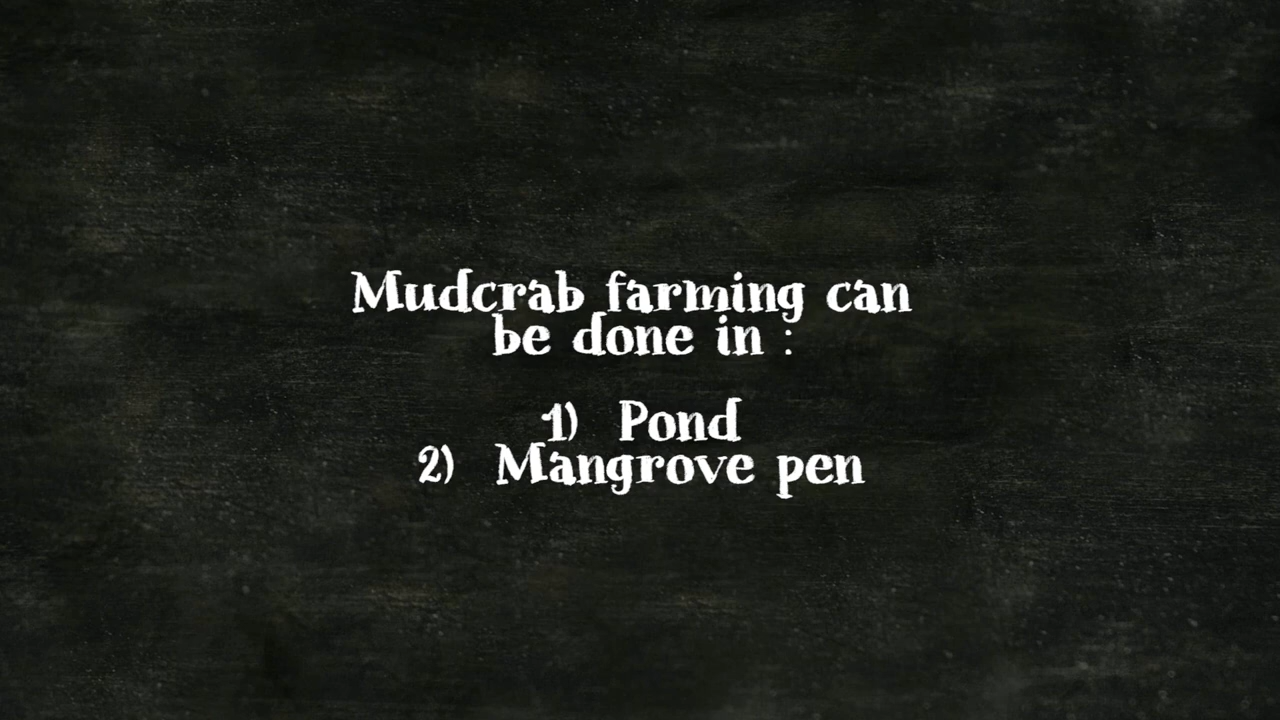 Mudcrab farming can
be done in :
1) Pond
2) Mangrove pen